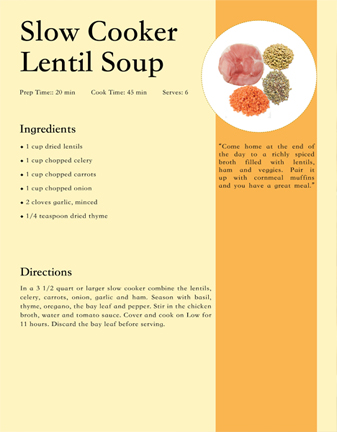 Slow Cooker
Lentil Soup
Prep Time:: 20 min Cook Time: 45 min Serves: 6
Ingredients
• 1 cup dried lentils
• 1 cup chopped celery
• 1 cup chopped carrots
• 1 cup chopped onion
• 2 cloves garlic, minced
• 1/4 teaspoon dried thyme
"Come home at the end of
the day to a richly spiced
broth filled with lentils,
ham and veggies. Pair it
up with cornmeal muffins
and you have a great meal."
Directions
In a 3 1/2 quart or larger slow cooker combine the lentils,
celery, carrots, onion, garlic and ham. Season with basil,
thyme, oregano, the bay leaf and pepper. Stir in the chicken
broth, water and tomato sauce. Cover and cook on Low for
11 hours. Discard the bay leaf before serving.